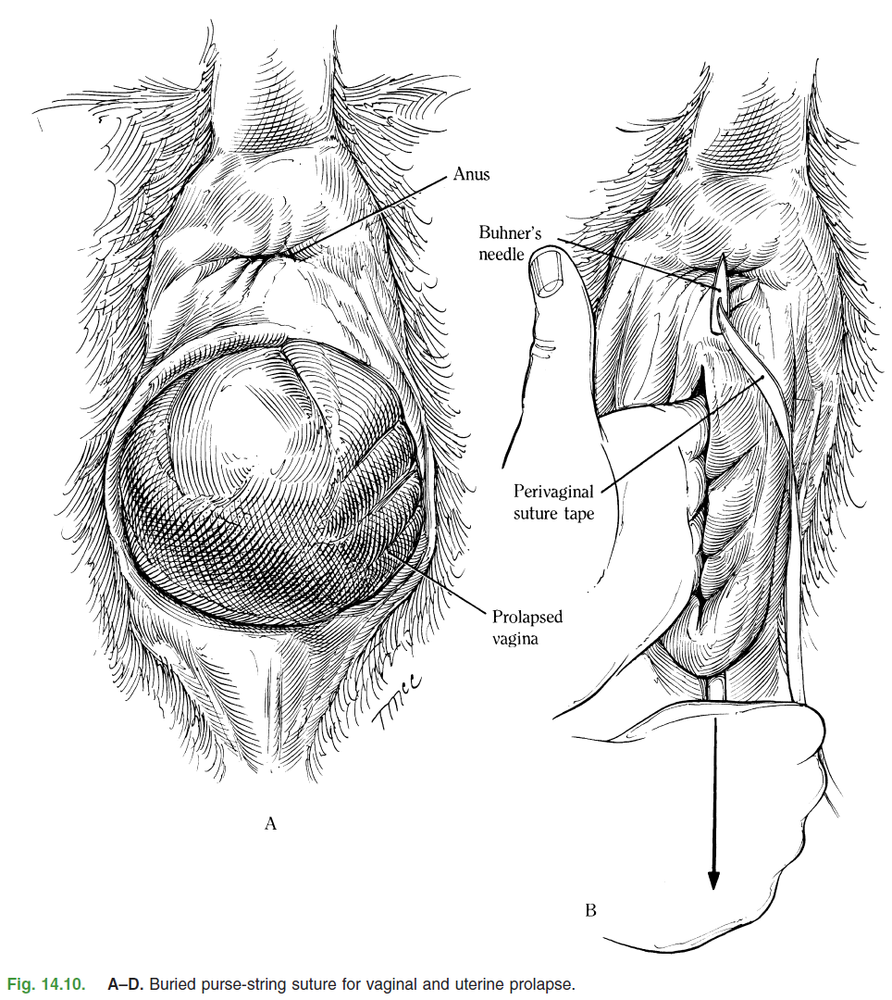 Anus
Buhner's
needle
Perivaginal
suture tape
Prolapsed
vagina
A
B
Fig. 14.10. A–D. Buried purse-string suture for vaginal and uterine prolapse.